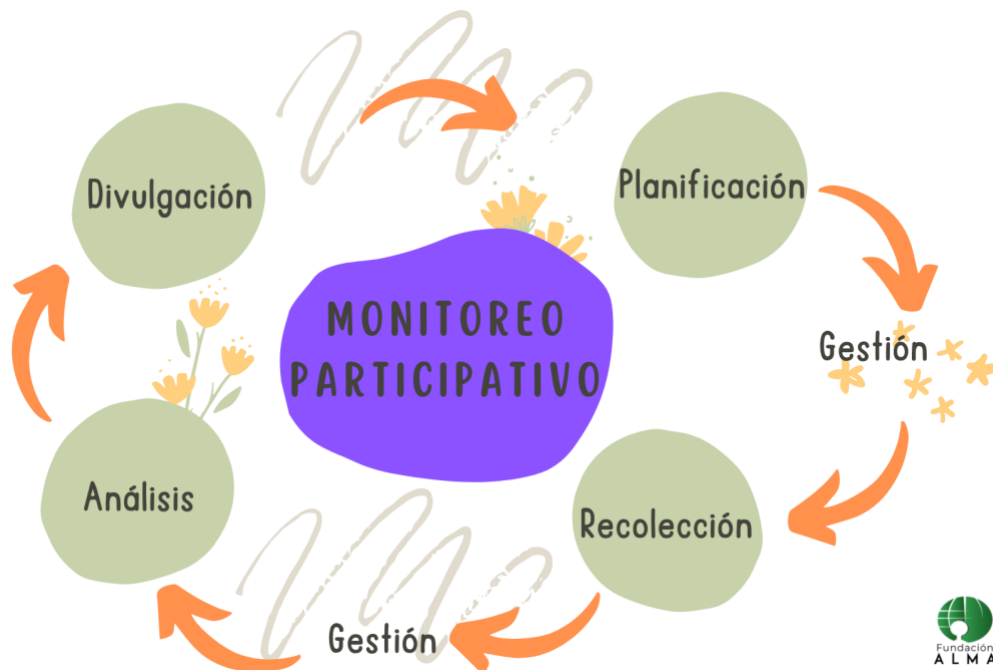 Divulgación
Planificación
MONITOREO
PARTICIPATIVO
Gestión
Análisis
Recolección
Gestión
Fundación
ALMA